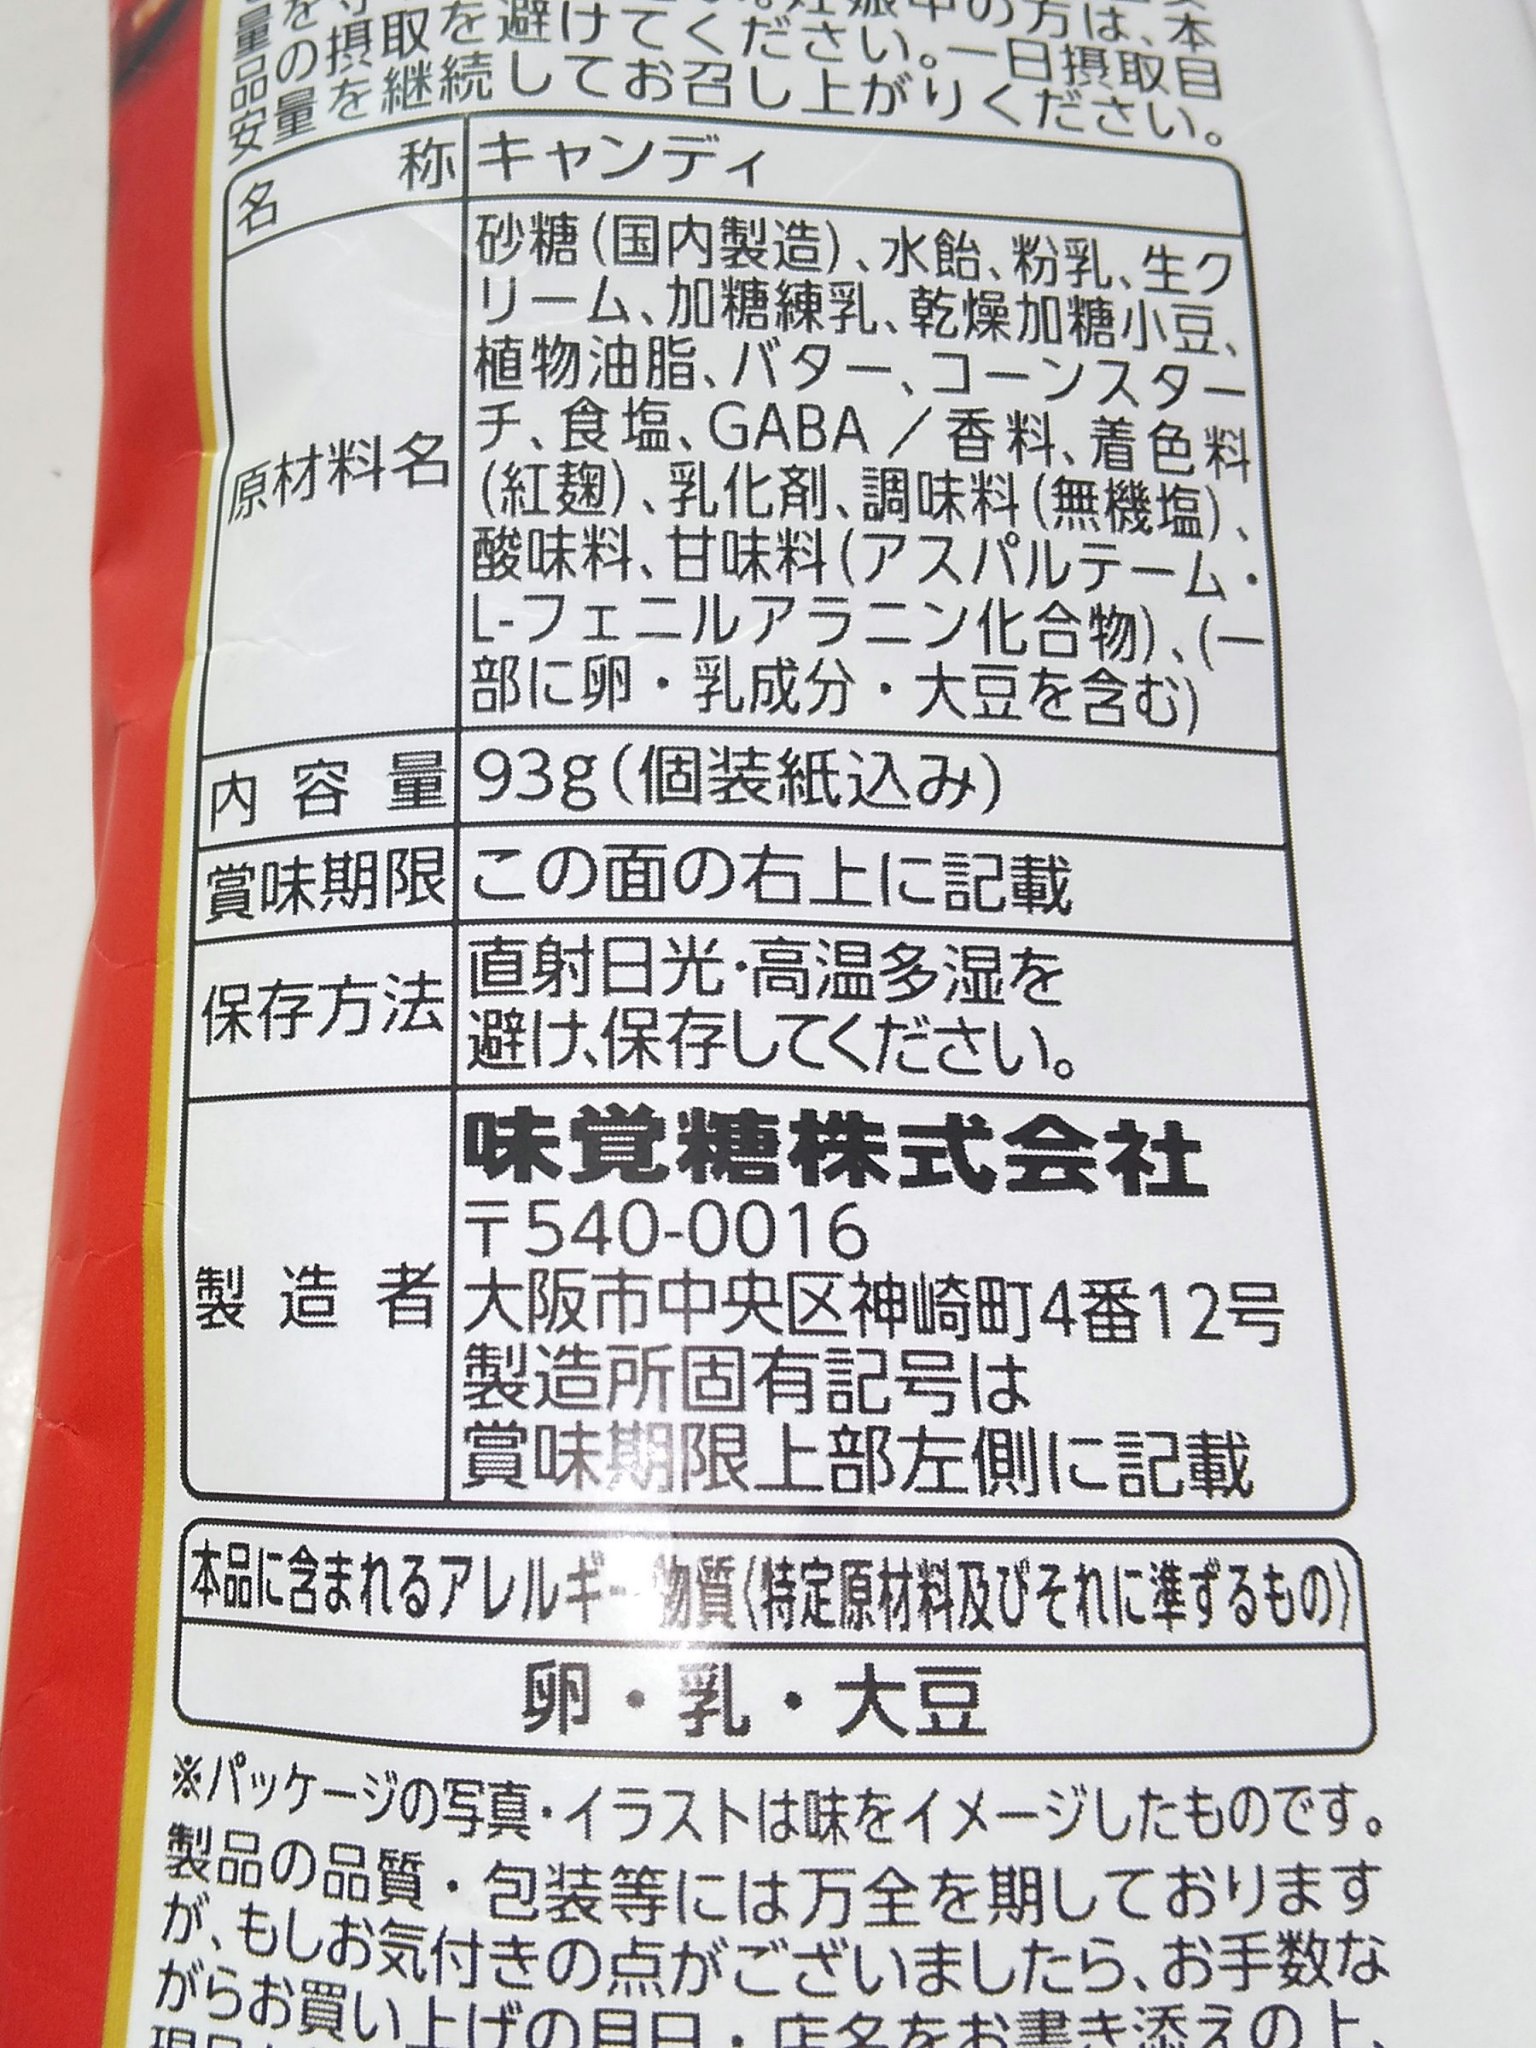 摂取を避けてください。一日摂取目
安量を継続してお召し上がりください。
名称 キャンディ
原材料名
砂糖(国内製造)、水飴、粉乳、生ク
リーム、加糖練乳、乾燥加糖小豆、
植物油脂、バター、コーンスター
チ、食塩、GABA/香料、着色料
(紅麹)、乳化剤、調味料(無機塩)、
酸味料、甘味料(アスパルテーム・
L-フェニルアラニン化合物)、(一
部に卵・乳成分・大豆を含む)
内容量 93g(個装紙込み)
賞味期限 この面の右上に記載
保存方法
直射日光・高温多湿を
避け、保存してください。
製造者
味覚糖株式会社
〒540-0016
大阪市中央区神崎町4番12号
製造所固有記号は
賞味期限上部左側に記載
本品に含まれるアレルギー物質(特定原材料及びそれに準ずるもの)
卵・乳・大豆
※パッケージの写真・イラストは味をイメージしたものです。
製品の品質・包装等には万全を期しております
が、もしお気付きの点がございましたら、お手数な
がらお買い上げの月日・店名をお書き添えの上、